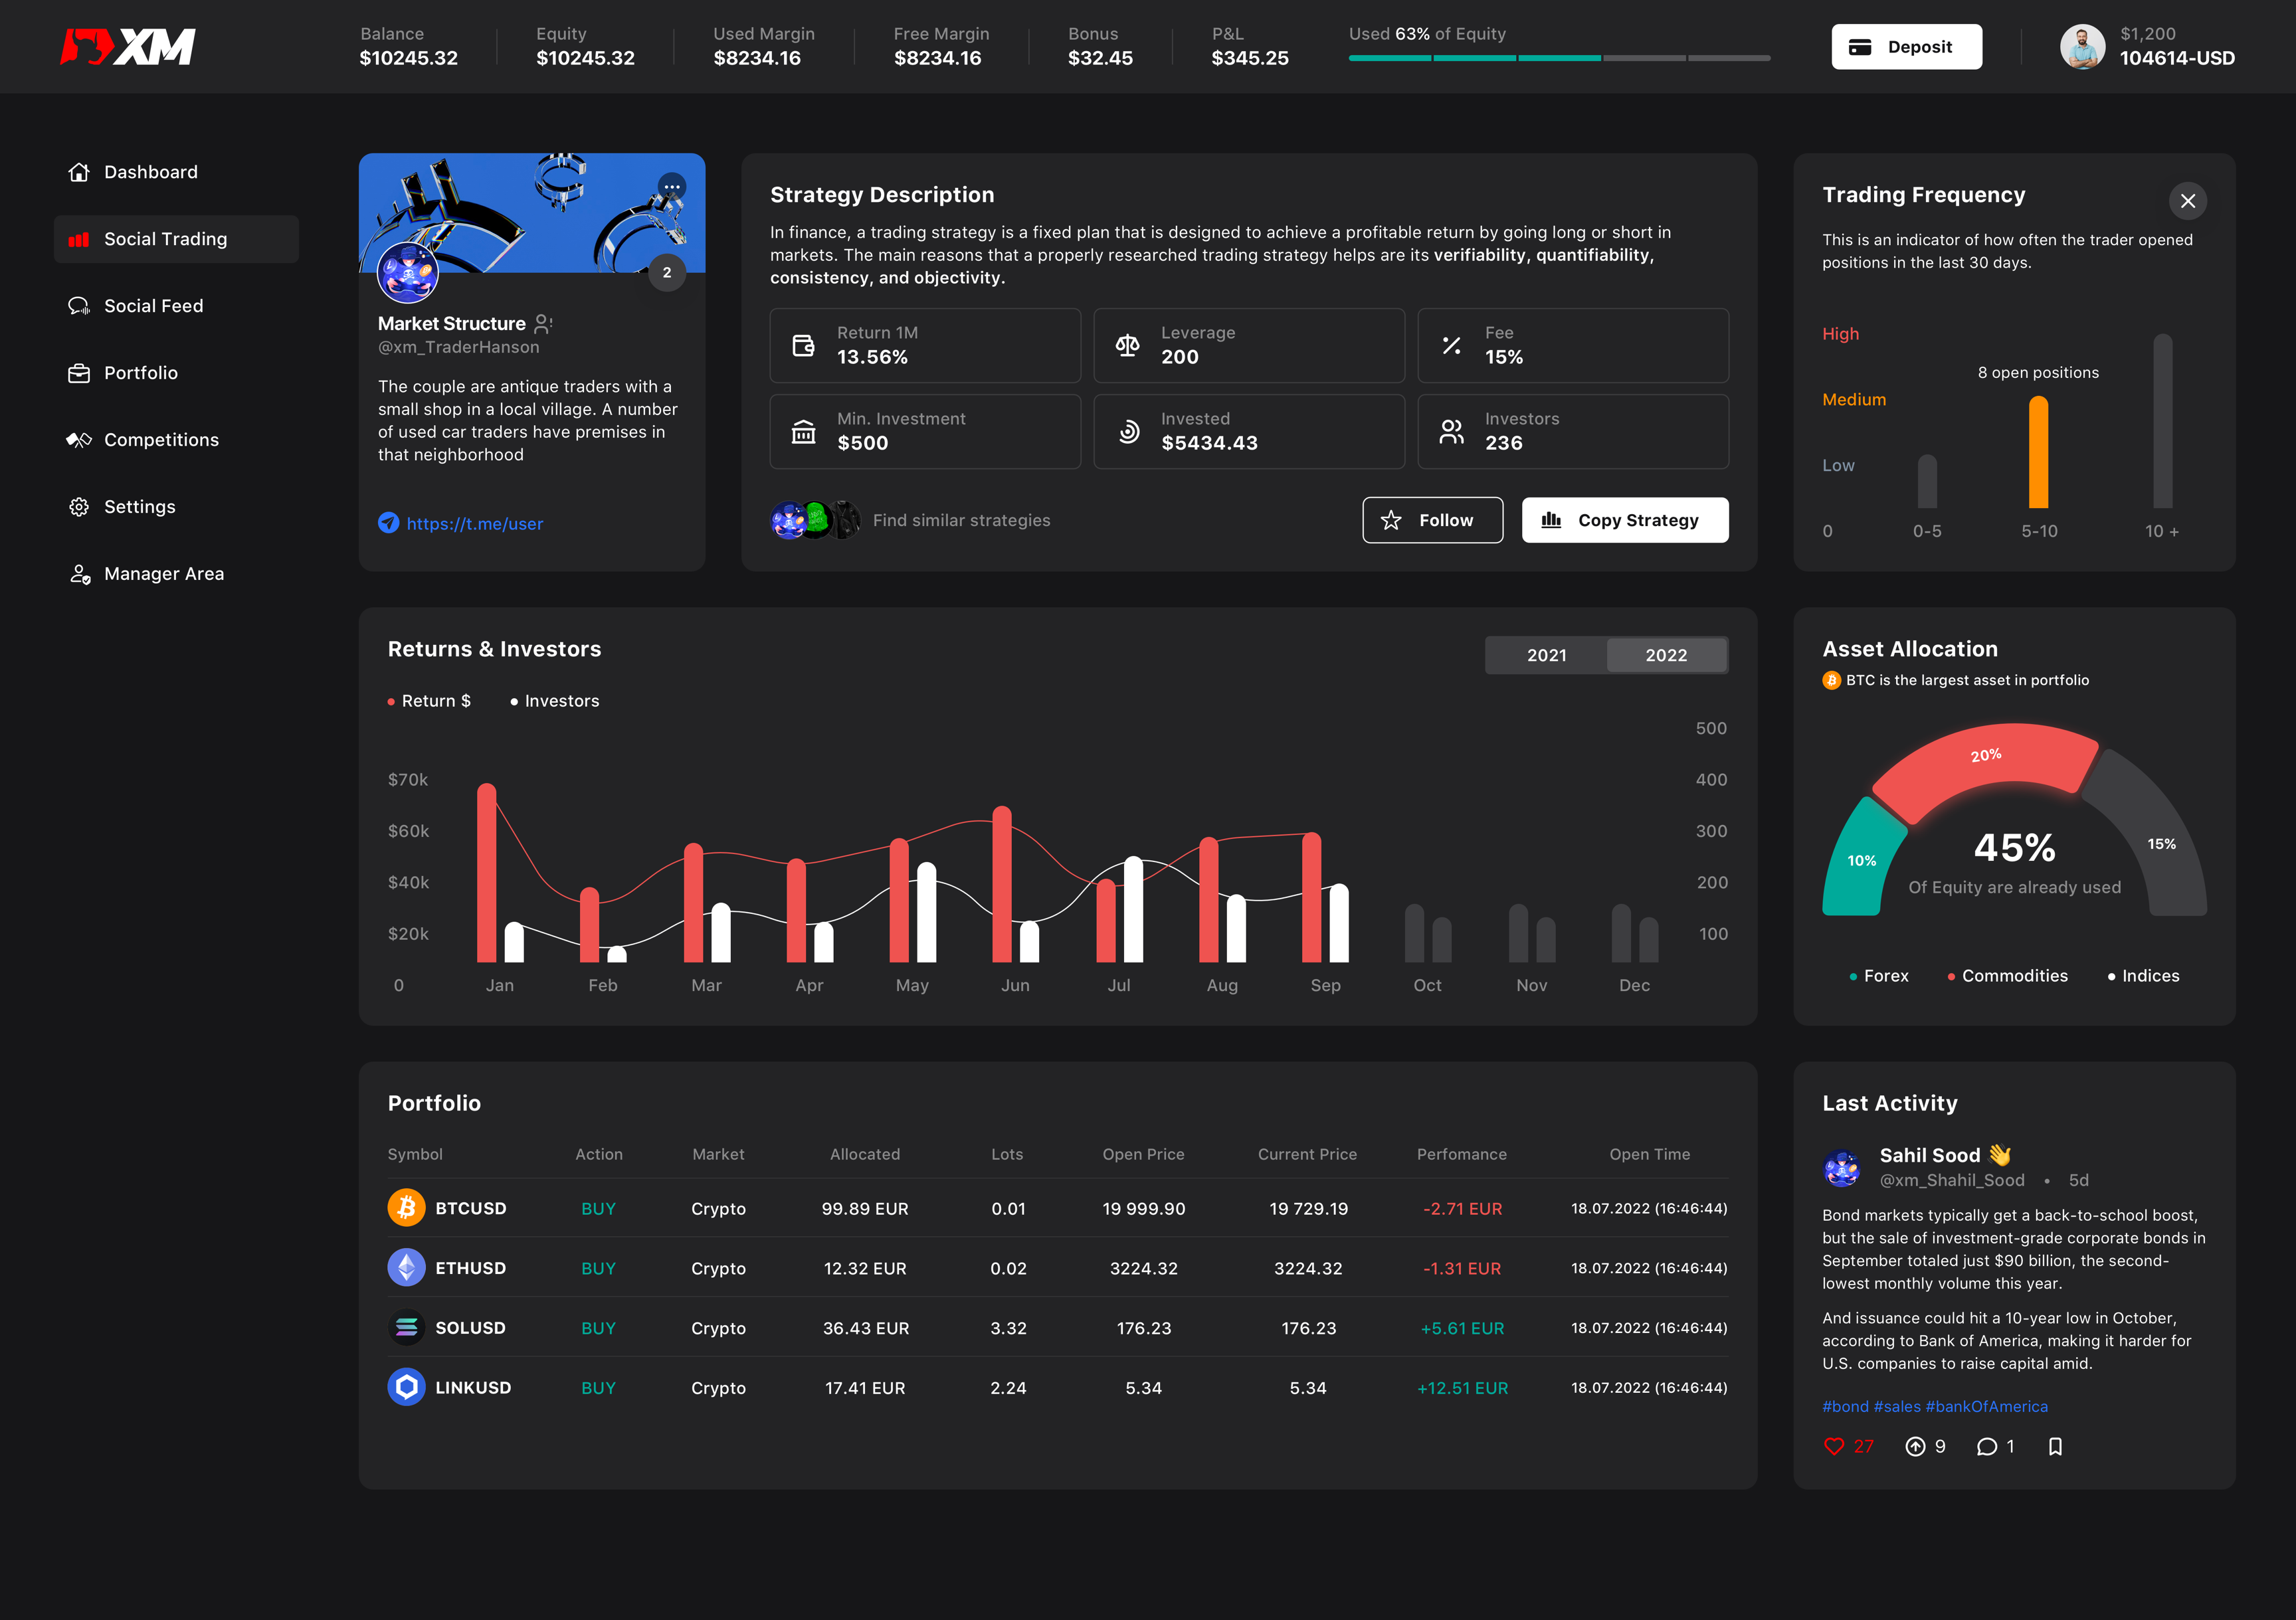 XM
Balance
$10245.32
Equity
$10245.32
Used Margin
$8234.16
Free Margin
$8234.16
Bonus
$32.45
P&L
$345.25
Used 63% of Equity
Deposit
$1,200
104614-USD
Dashboard
Social Trading
Social Feed
Portfolio
Competitions
Settings
Manager Area
2
Market Structure
@xm_TraderHanson
The couple are antique traders with a
small shop in a local village. A number
of used car traders have premises in
that neighborhood
https://t.me/user
Strategy Description
In finance, a trading strategy is a fixed plan that is designed to achieve a profitable return by going long or short in
markets. The main reasons that a properly researched trading strategy helps are its verifiability, quantifiability,
consistency, and objectivity.
Return 1M
13.56%
Leverage
200
Fee
15%
Min. Investment
$500
Invested
$5434.43
Investors
236
Find similar strategies
Follow
Copy Strategy
Trading Frequency
This is an indicator of how often the trader opened
positions in the last 30 days.
High
8 open positions
Medium
Low
0 0-5 5-10 10 +
Returns & Investors
2021 2022
Return $ Investors
500
$70k 400
$60k 300
$40k 200
$20k 100
0 Jan Feb Mar Apr May Jun Jul Aug Sep Oct Nov Dec
Asset Allocation
BTC is the largest asset in portfolio
20%
15%
10%
45%
Of Equity are already used
Forex Commodities Indices
Portfolio
Symbol Action Market Allocated Lots Open Price Current Price Perfomance Open Time
BTCUSD BUY Crypto 99.89 EUR 0.01 19 999.90 19 729.19 -2.71 EUR 18.07.2022 (16:46:44)
ETHUSD BUY Crypto 12.32 EUR 0.02 3224.32 3224.32 -1.31 EUR 18.07.2022 (16:46:44)
SOLUSD BUY Crypto 36.43 EUR 3.32 176.23 176.23 +5.61 EUR 18.07.2022 (16:46:44)
LINKUSD BUY Crypto 17.41 EUR 2.24 5.34 5.34 +12.51 EUR 18.07.2022 (16:46:44)
Last Activity
Sahil Sood 👋
@xm_Shahil_Sood • 5d
Bond markets typically get a back-to-school boost,
but the sale of investment-grade corporate bonds in
September totaled just $90 billion, the second-
lowest monthly volume this year.
And issuance could hit a 10-year low in October,
according to Bank of America, making it harder for
U.S. companies to raise capital amid.
#bond #sales #bankOfAmerica
27 9 1